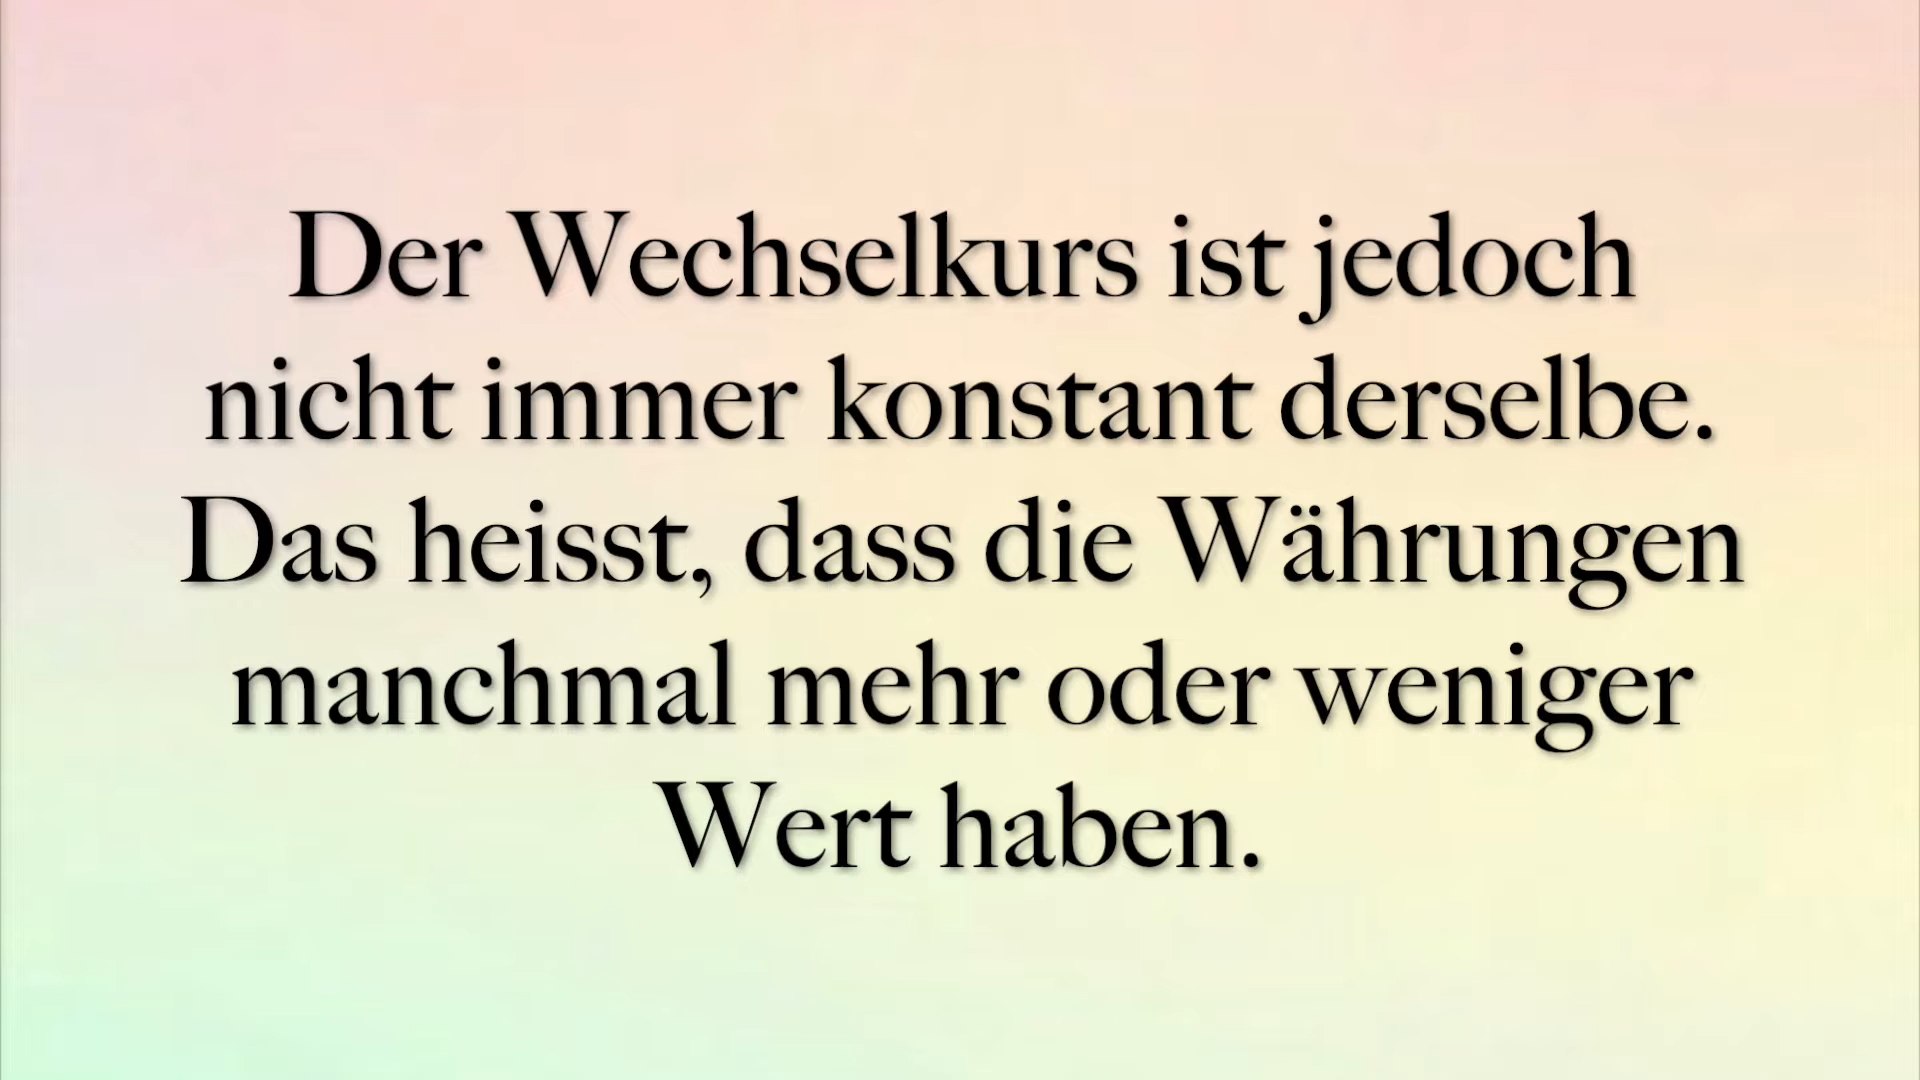 Der Wechselkurs ist jedoch
nicht immer konstant derselbe.
Das heisst, dass die Währungen
manchmal mehr oder weniger
Wert haben.